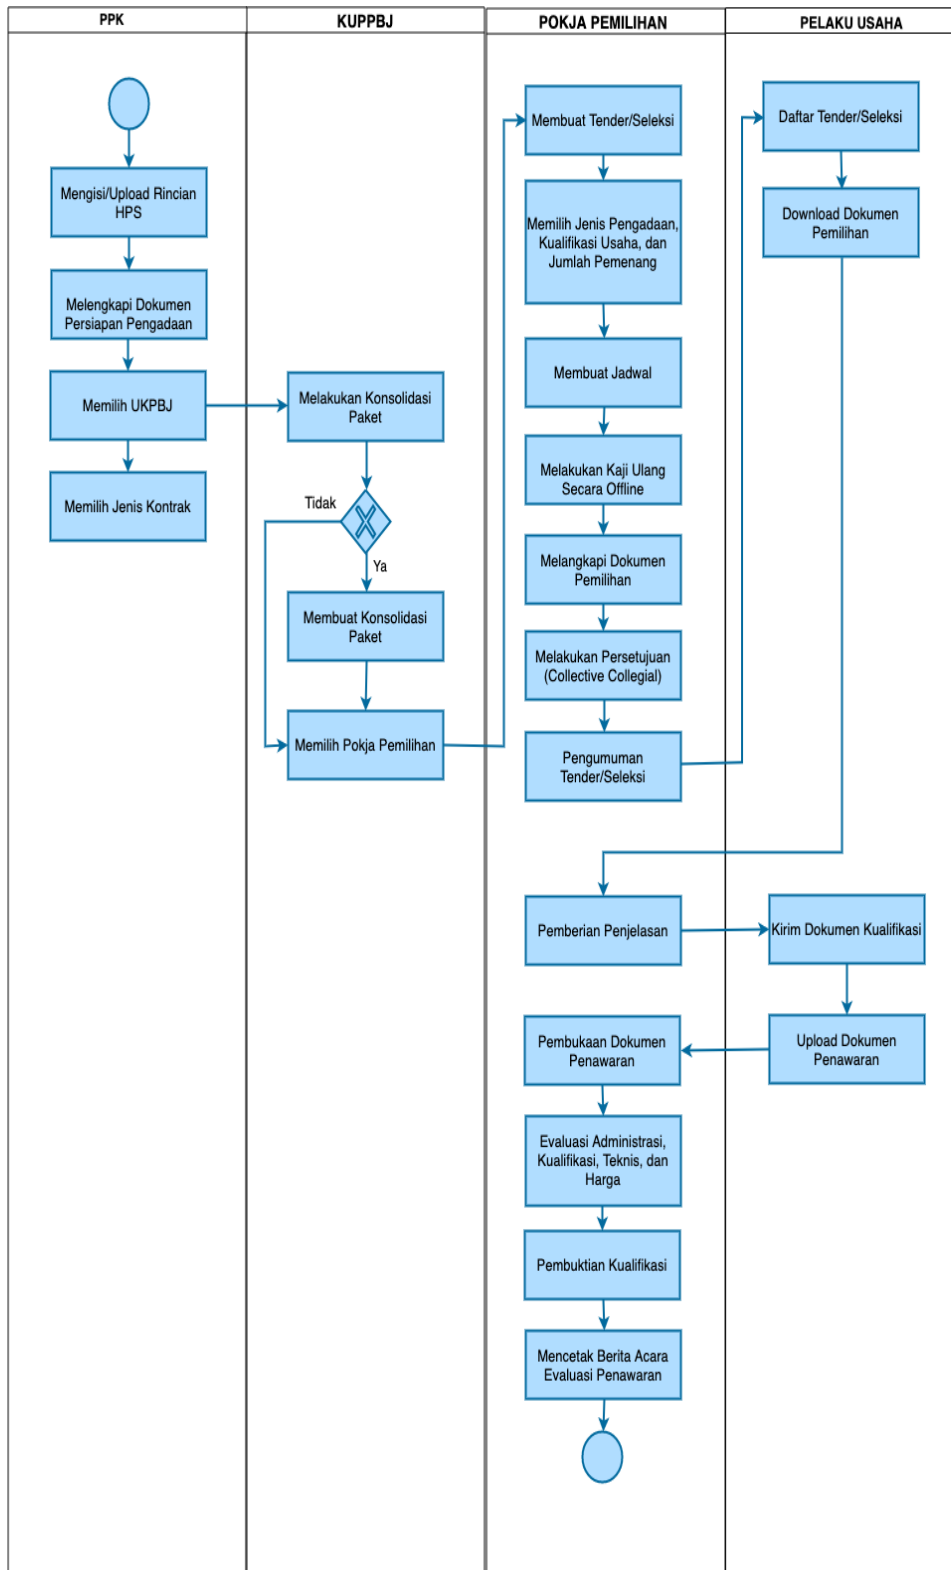 PPK
KUPPBJ
POKJA PEMILIHAN
PELAKU USAHA
Mengisi/Upload Rincian
HPS
Melengkapi Dokumen
Persiapan Pengadaan
Memilih UKPBJ
Memilih Jenis Kontrak
Melakukan Konsolidasi
Paket
Tidak
Ya
Membuat Konsolidasi
Paket
Memilih Pokja Pemilihan
Membuat Tender/Seleksi
Memilih Jenis Pengadaan,
Kualifikasi Usaha, dan
Jumlah Pemenang
Membuat Jadwal
Melakukan Kaji Ulang
Secara Offline
Melangkapi Dokumen
Pemilihan
Melakukan Persetujuan
(Collective Collegial)
Pengumuman
Tender/Seleksi
Daftar Tender/Seleksi
Download Dokumen
Pemilihan
Pemberian Penjelasan
Kirim Dokumen Kualifikasi
Upload Dokumen
Penawaran
Pembukaan Dokumen
Penawaran
Evaluasi Administrasi,
Kualifikasi, Teknis, dan
Harga
Pembuktian Kualifikasi
Mencetak Berita Acara
Evaluasi Penawaran